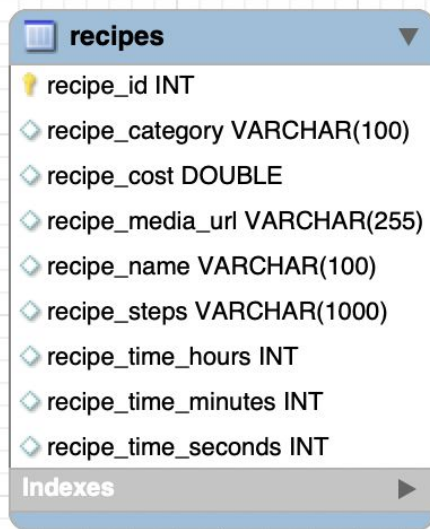 recipes
recipe_id INT
recipe_category VARCHAR(100)
recipe_cost DOUBLE
recipe_media_url VARCHAR(255)
recipe_name VARCHAR(100)
recipe_steps VARCHAR(1000)
recipe_time_hours INT
recipe_time_minutes INT
recipe_time_seconds INT
Indexes